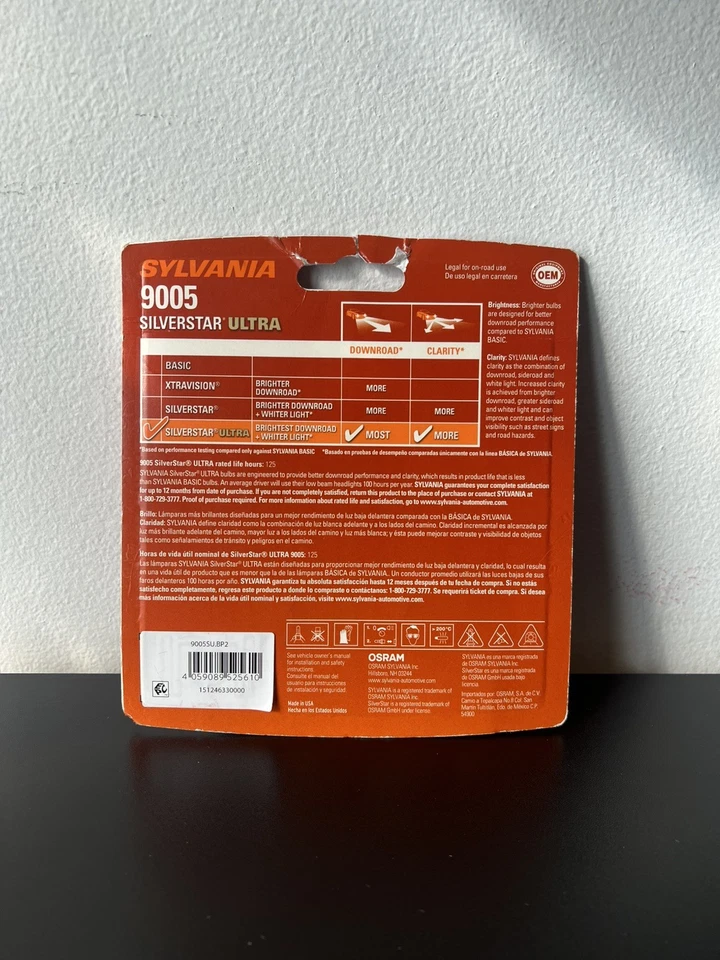 SYLVANIA
9005
SILVERSTAR® ULTRA
Legal for on-road use
De uso legal en carretera
OEM
DOWNROAD* CLARITY*
BASIC
XTRAVISION® BRIGHTER DOWNROAD* MORE
SILVERSTAR® BRIGHTER DOWNROAD + WHITER LIGHT* MORE MORE
SILVERSTAR® ULTRA BRIGHTEST DOWNROAD + WHITER LIGHT* MOST MORE
Brightness: Brighter bulbs
are designed for better
downroad performance
compared to SYLVANIA
BASIC.
Clarity: SYLVANIA defines
clarity as the combination of
downroad, sideroad and
white light. Increased clarity
is achieved from brighter
downroad, greater sideroad
and whiter light and can
improve contrast and object
visibility such as street signs
and road hazards.
*Based on performance testing compared only against SYLVANIA BASIC *Basado en pruebas de desempeño comparadas únicamente con la línea BÁSICA de SYLVANIA.
9005 SilverStar® ULTRA rated life hours: 125
SYLVANIA SilverStar® ULTRA bulbs are engineered to provide better downroad performance and clarity, which results in product life that is less
than SYLVANIA BASIC bulbs. An average driver will use their low beam headlights 100 hours per year. SYLVANIA guarantees your complete satisfaction
for up to 12 months from date of purchase. If you are not completely satisfied, return this product to the place of purchase or contact SYLVANIA at
1-800-729-3777. Proof of purchase required. For more information about rated life and satisfaction, go to www.sylvania-automotive.com.
Brillo: Lámparas más brillantes diseñadas para un mejor rendimiento de luz baja delantera comparada con la BÁSICA de SYLVANIA.
Claridad: SYLVANIA define claridad como la combinación de luz blanca adelante y a los lados del camino. Claridad incremental es alcanzada por
luz más brillante delante del camino, mayor luz a los lados del camino y luz más blanca; y ésta puede mejorar contraste y visibilidad de objetos
tales como señalamientos de tránsito y peligros en el camino.
Horas de vida útil nominal de SilverStar® ULTRA 9005: 125
Las lámparas SYLVANIA SilverStar® ULTRA están diseñadas para proporcionar mejor rendimiento de luz baja delantera y claridad, lo cual resulta
en una vida útil de producto que es menor que la de las lámparas BÁSICA de SYLVANIA. Un conductor promedio utilizará las luces bajas de sus
faros delanteros 100 horas por año. SYLVANIA garantiza tu absoluta satisfacción hasta 12 meses después de tu fecha de compra. Si no estás
satisfecho completamente, regresa este producto a donde lo compraste o contáctanos: 1-800-729-3777. Se requerirá ticket de compra. Si desea
más información acerca de la vida útil nominal y satisfacción, visite www.sylvania-automotive.com.
9005SU.BP2
4 059089 525610
151246330000
> 200°C
See vehicle owner's manual
for installation and safety
instructions.
Consulte el manual del
usuario para instrucciones
de instalación y seguridad.
Made in USA
Hecha en los Estados Unidos
OSRAM
OSRAM SYLVANIA Inc
Hillsboro, NH 03244
www.sylvania-automotive.com
SYLVANIA is a registered trademark of
OSRAM SYLVANIA Inc.
SilverStar is a registered trademark of
OSRAM GmbH under license.
SYLVANIA es una marca registrada
de OSRAM SYLVANIA Inc
SilverStar es una marca registrada
de OSRAM GmbH usada bajo
licencia.
Importados por: OSRAM, S.A. de C.V.
Camino a Tepalcapa No.8 Col. San
Martín Tultitlán, Edo. de México C.P.
54900